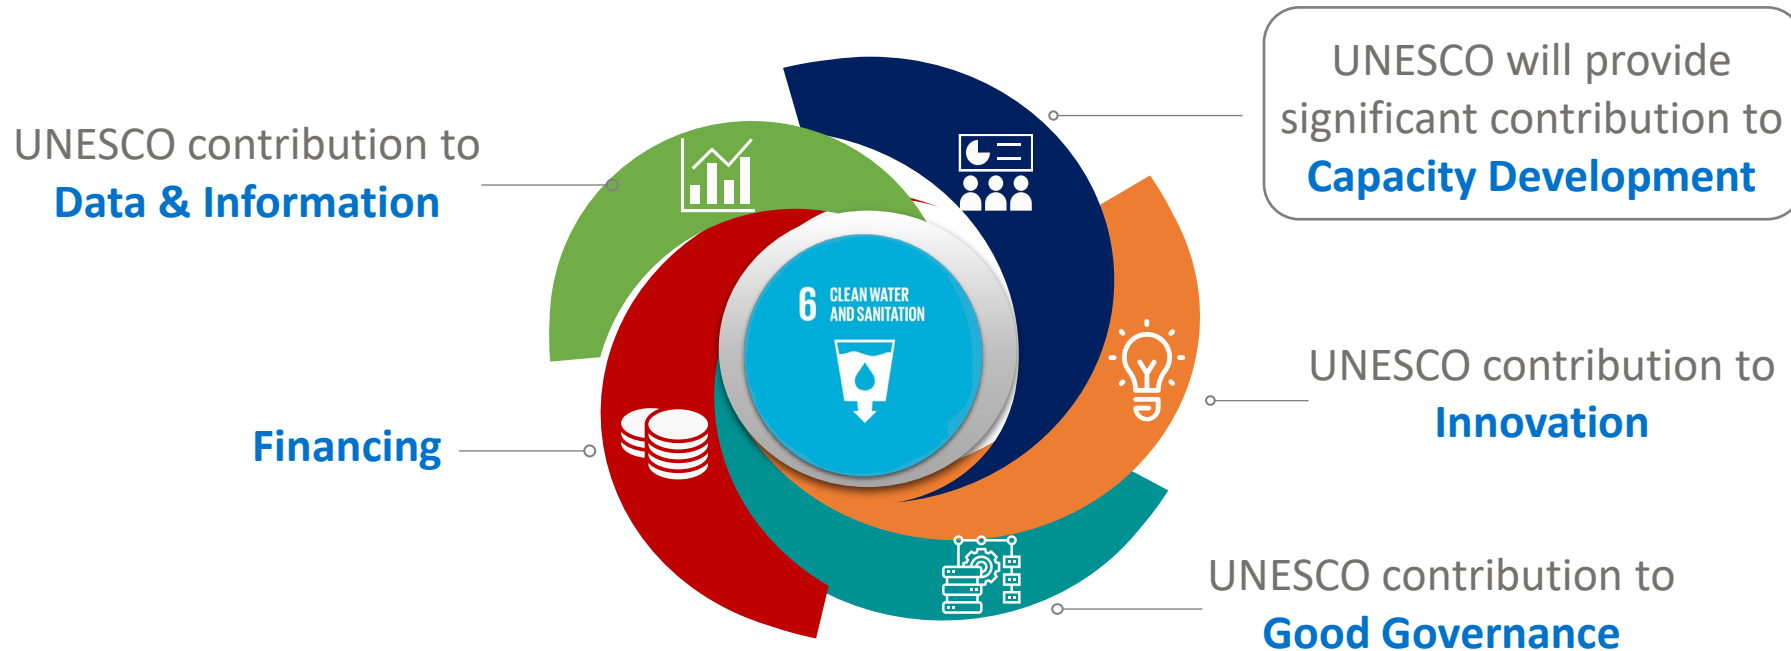 UNESCO will provide
significant contribution to
Capacity Development
UNESCO contribution to
Data & Information
6 CLEAN WATER
AND SANITATION
UNESCO contribution to
Innovation
Financing
UNESCO contribution to
Good Governance